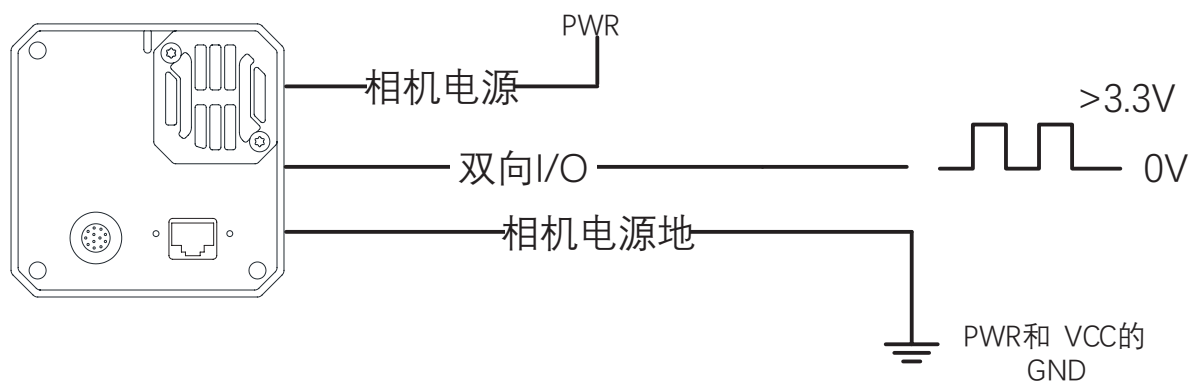 PWR
相机电源
>3.3V
双向I/O
0V
相机电源地
PWR和 VCC的
GND